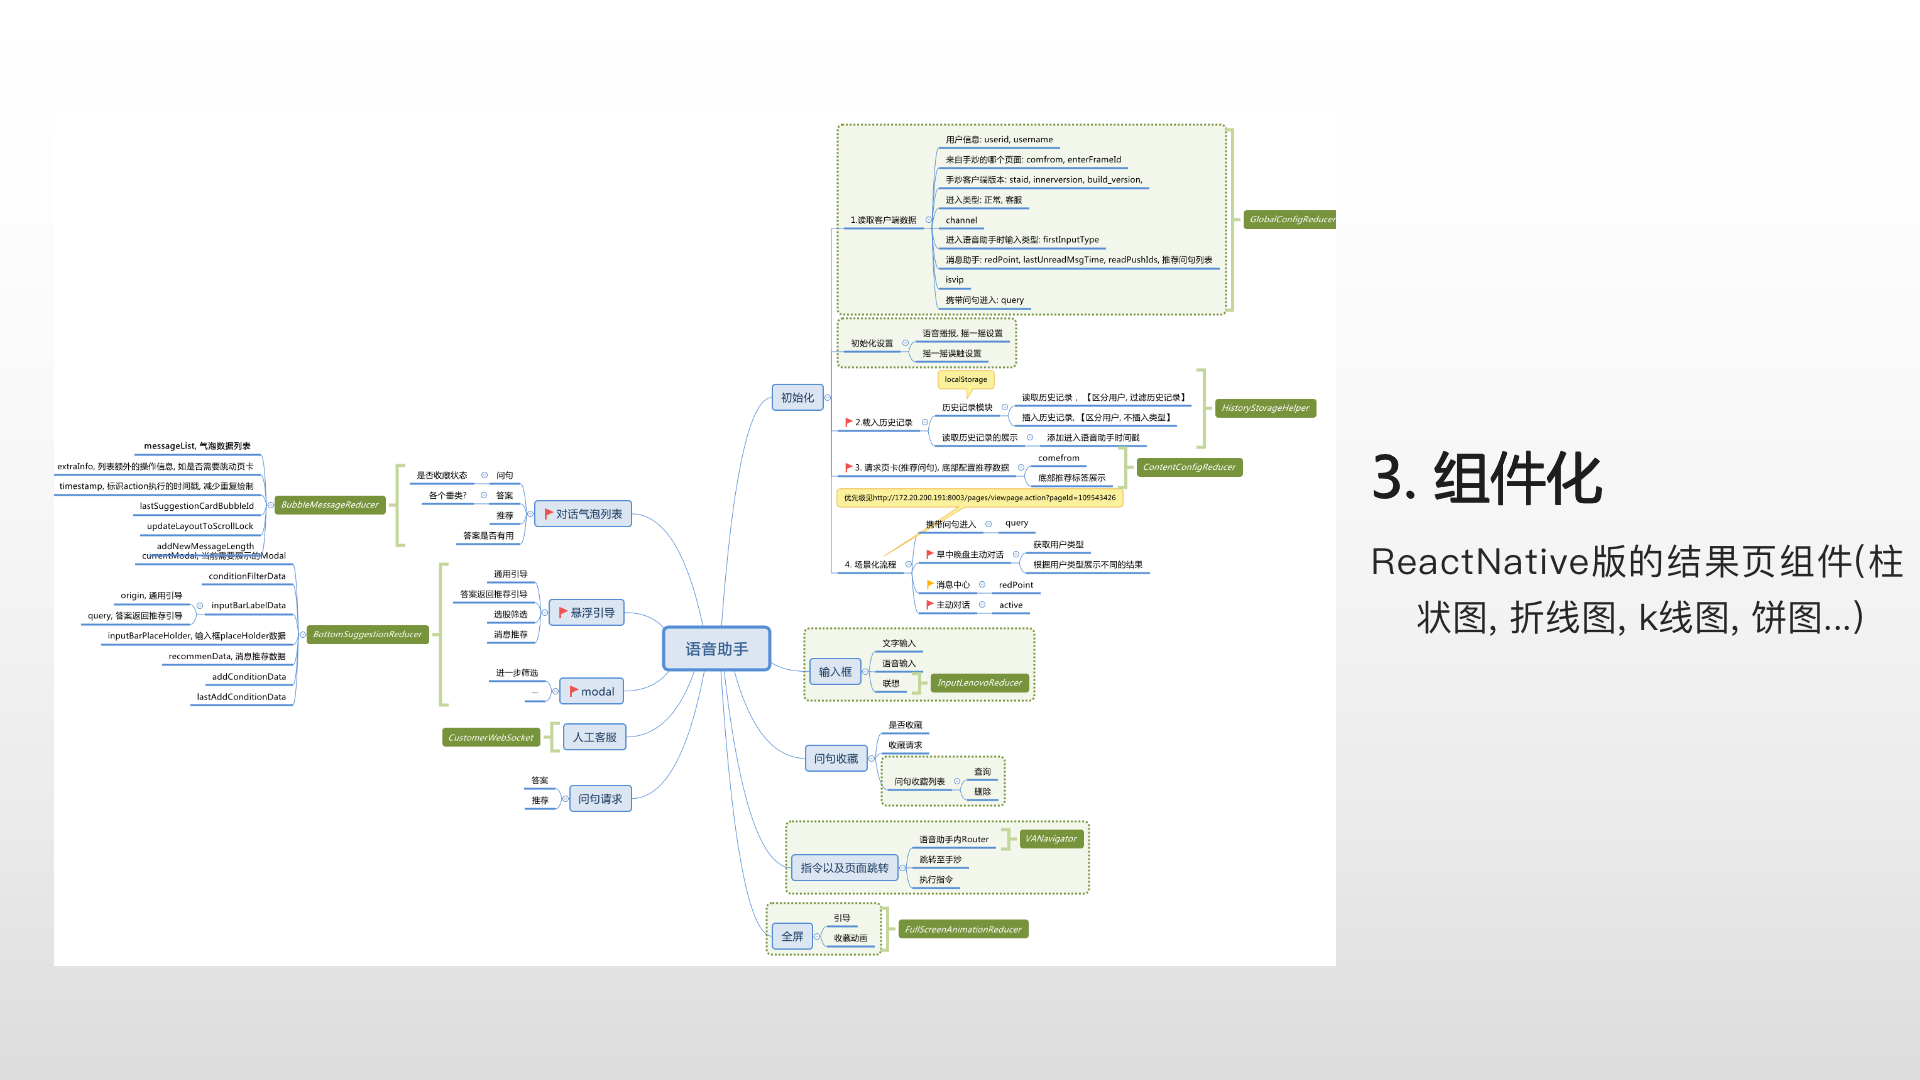 用户信息: userid, username
来自手炒的哪个页面: comfrom, enterFrameId
手炒客户端版本: staid, innerversion, build_version,
进入类型: 正常, 客服
1.读取客户端数据
channel
进入语音助手时输入类型: firstInputType
消息助手: redPoint, lastUnreadMsgTime, readPushIds, 推荐问句列表
isvip
携带问句进入: query
GlobalConfigReducer
初始化设置
语音播报, 摇一摇设置
摇一摇误触设置
初始化
localStorage
2.载入历史记录
历史记录模块
读取历史记录 , 【区分用户, 过滤历史记录】
插入历史记录, 【区分用户, 不插入类型】
读取历史记录的展示
添加进入语音助手时间戳
HistoryStorageHelper
3. 请求页卡(推荐问句), 底部配置推荐数据
comefrom
底部推荐标签展示
ContentConfigReducer
优先级见http://172.20.200.191:8003/pages/viewpage.action?pageId=109543426
4. 场景化流程
携带问句进入
query
早中晚盘主动对话
获取用户类型
根据用户类型展示不同的结果
消息中心
redPoint
主动对话
active
messageList, 气泡数据列表
extraInfo, 列表额外的操作信息, 如是否需要跳动页卡
timestamp, 标识action执行的时间戳, 减少重复绘制
lastSuggestionCardBubbleId
updateLayoutToScrollLock
addNewMessageLength
BubbleMessageReducer
是否收藏状态
问句
各个垂类?
答案
推荐
答案是否有用
对话气泡列表
currentModal, 当前需要展示的Modal
conditionFilterData
origin, 通用引导
query, 答案返回推荐引导
inputBarLabelData
inputBarPlaceHolder, 输入框placeHolder数据
recommenData, 消息推荐数据
addConditionData
lastAddConditionData
BottomSuggestionReducer
通用引导
答案返回推荐引导
选股筛选
消息推荐
悬浮引导
进一步筛选
...
modal
CustomerWebSocket
人工客服
答案
推荐
问句请求
语音助手
输入框
文字输入
语音输入
联想
InputLenovoReducer
问句收藏
是否收藏
收藏请求
问句收藏列表
查询
删除
指令以及页面跳转
语音助手内Router
跳转至手炒
执行指令
VANavigator
全屏
引导
收藏动画
FullScreenAnimationReducer
3. 组件化
ReactNative版的结果页组件(柱
状图, 折线图, k线图, 饼图...)